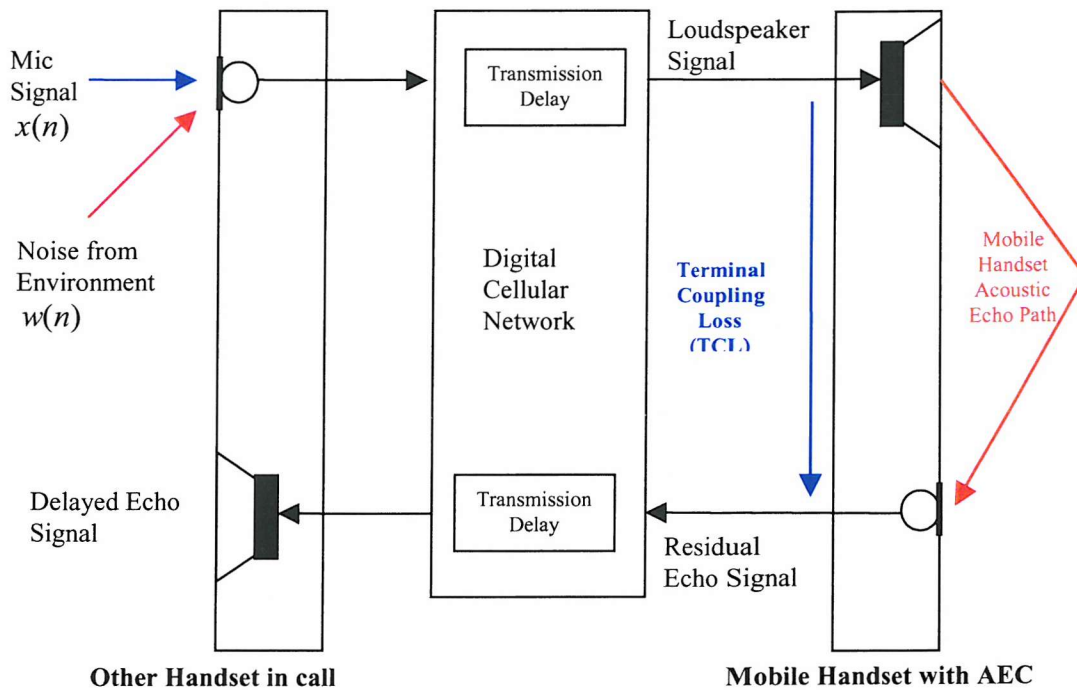 Mic
Signal
x(n)
Noise from
Environment
w(n)
Delayed Echo
Signal
Other Handset in call
Transmission
Delay
Digital
Cellular
Network
Transmission
Delay
Loudspeaker
Signal
Terminal
Coupling
Loss
(TCL)
Residual
Echo Signal
Mobile
Handset
Acoustic
Echo Path
Mobile Handset with AEC